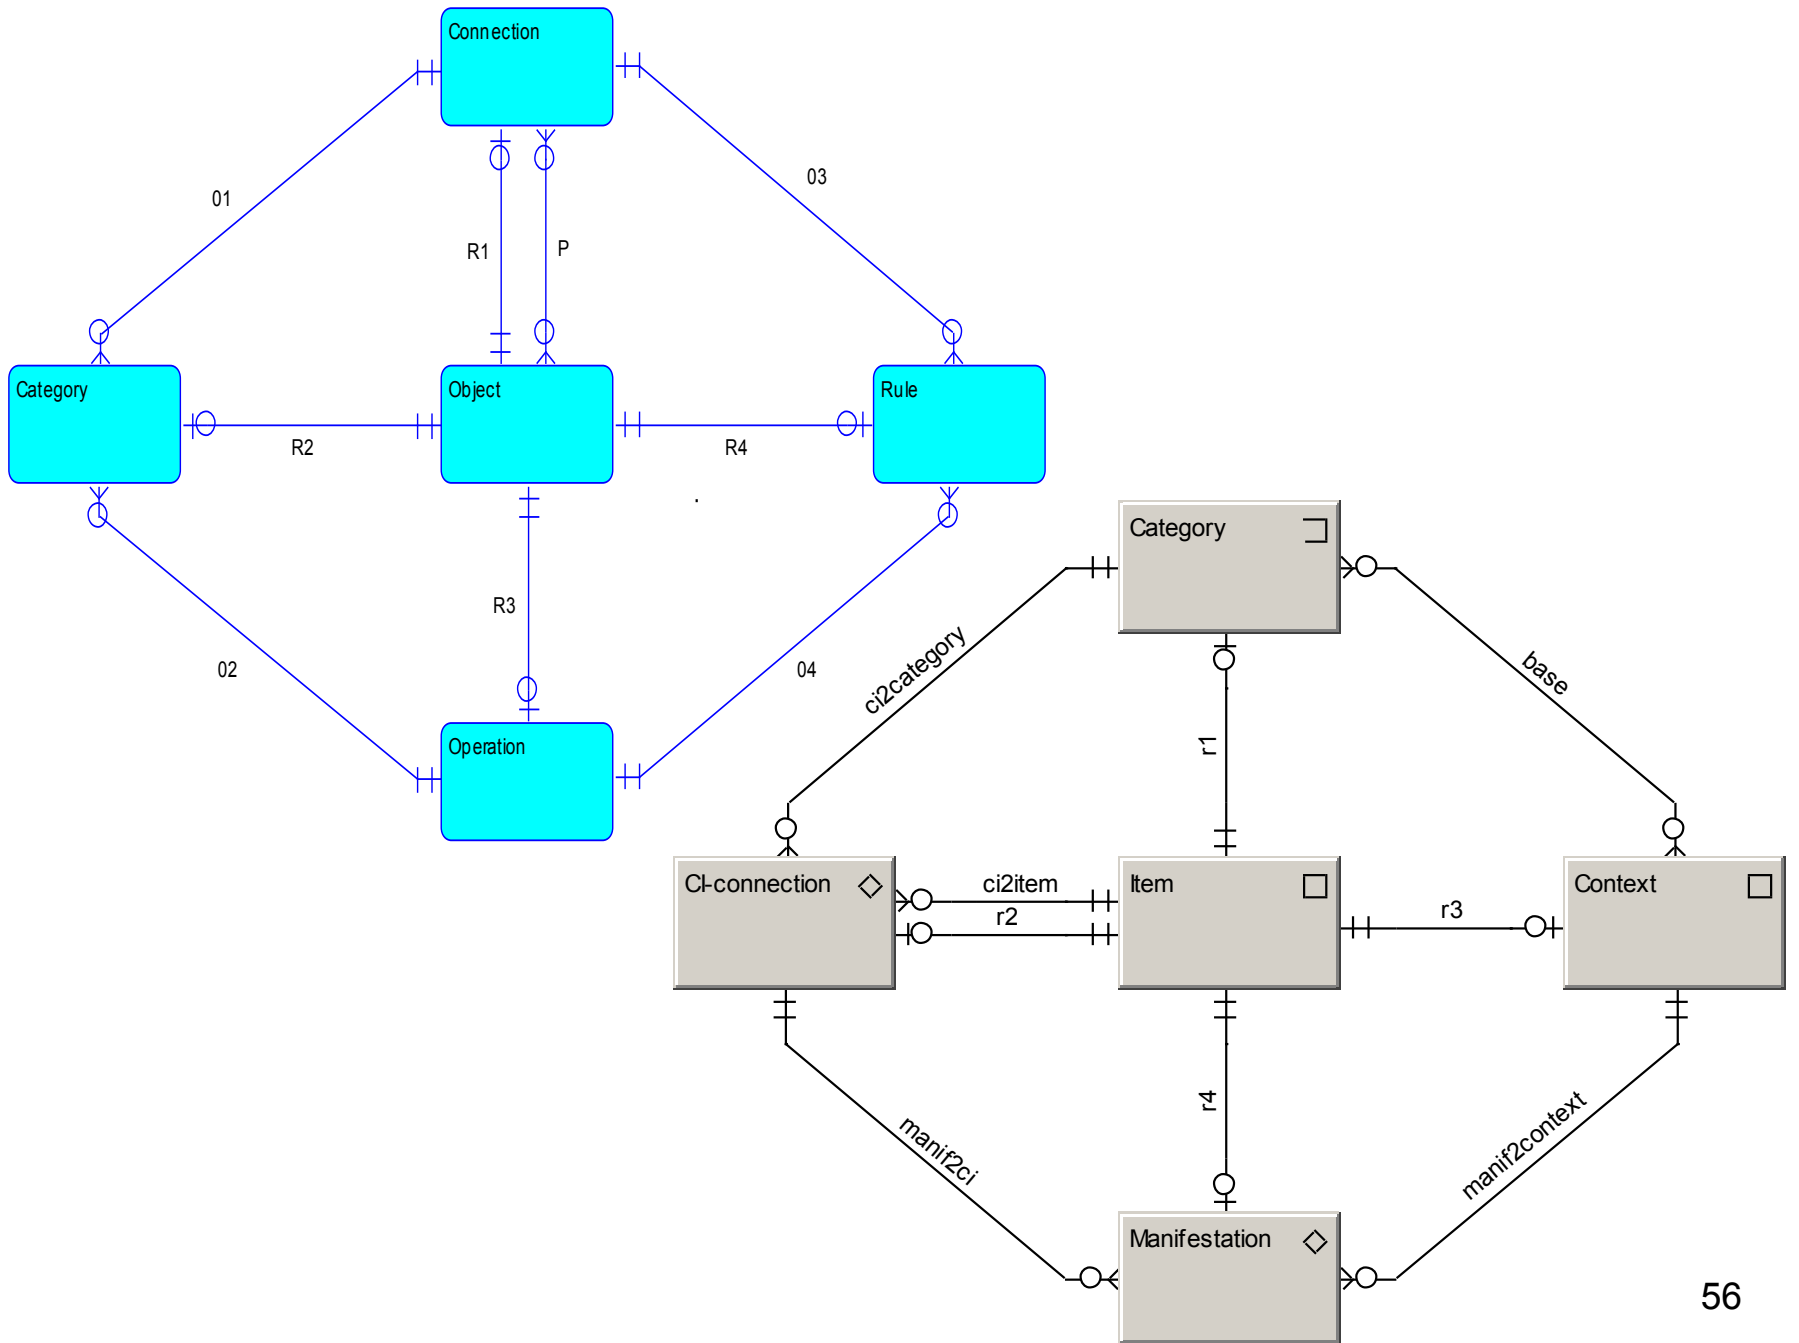 Connection
01
03
R1
P
Category
Object
Rule
R2
R4
R3
02
04
Operation
Category
ci2category
base
r1
CI-connection
ci2item
r2
Item
r3
Context
r4
manif2ci
manif2context
Manifestation
56